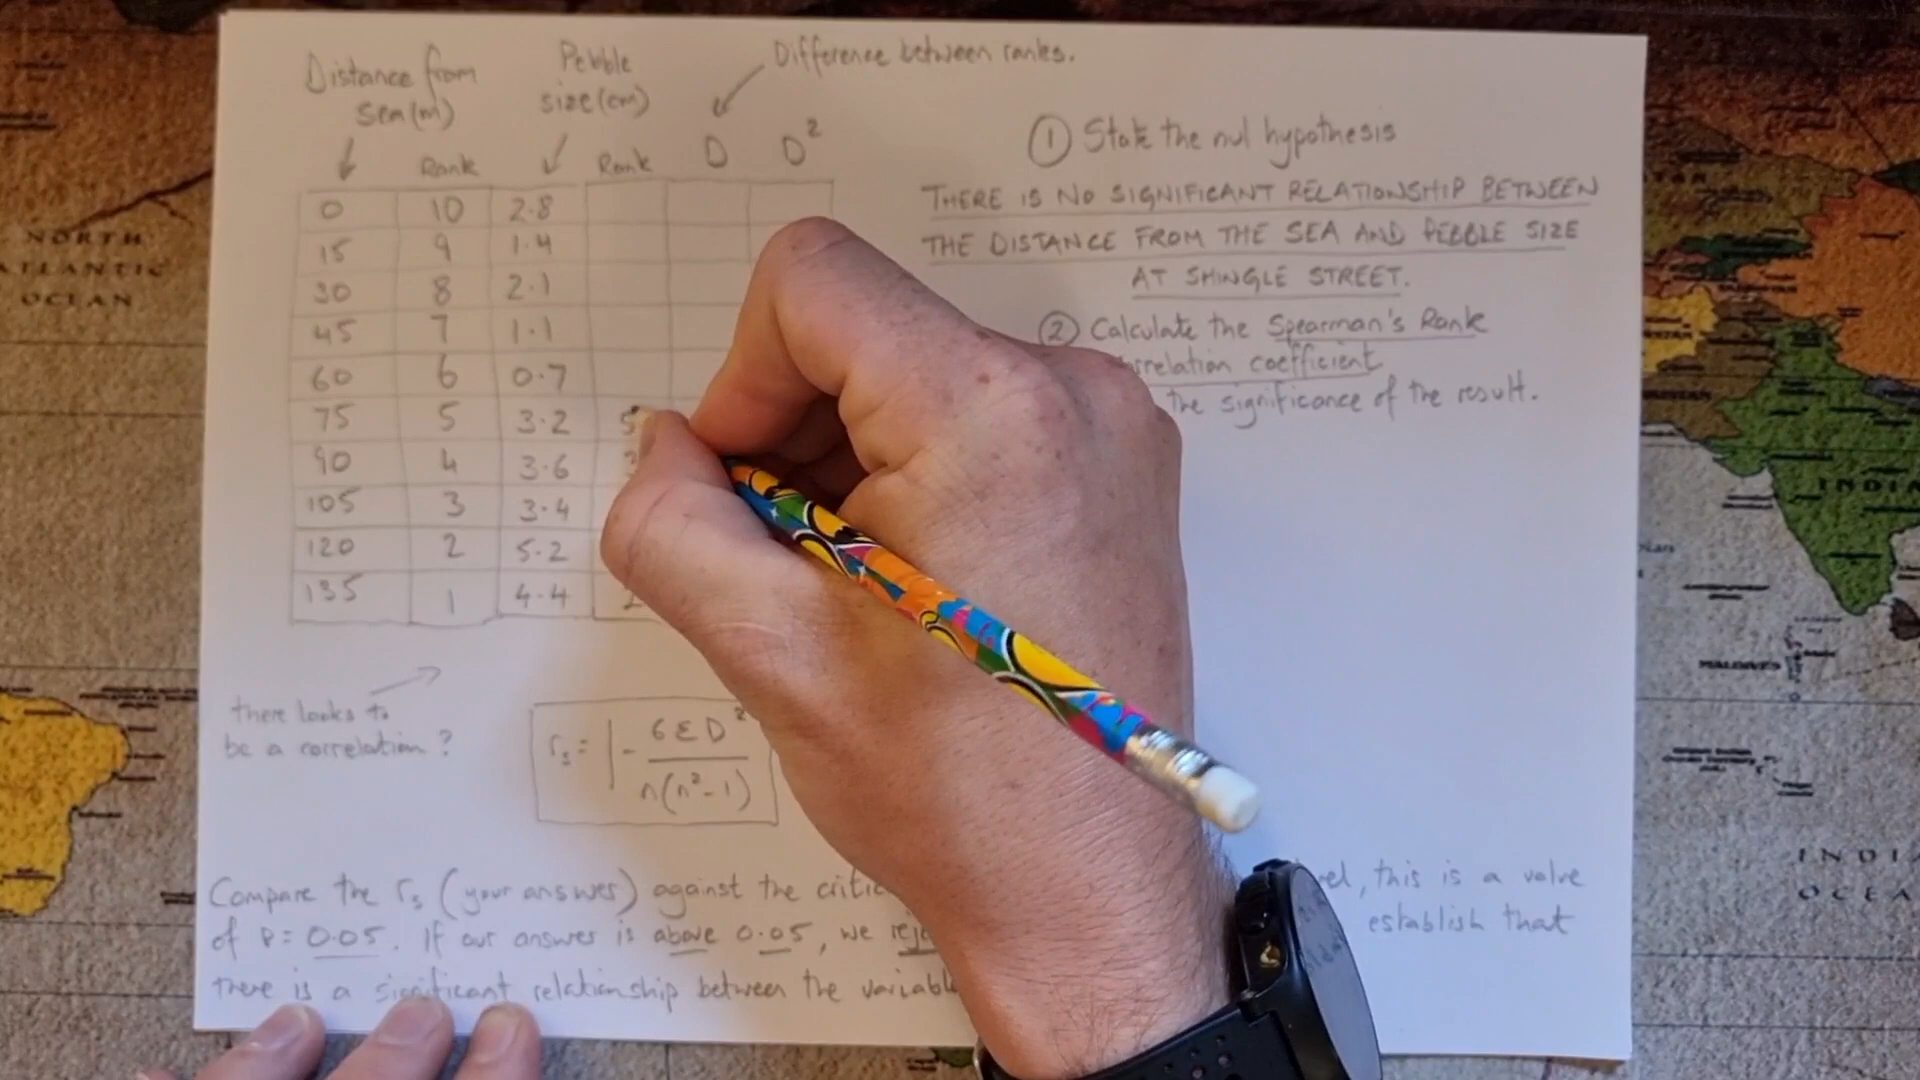 Difference between ranks.
Distance from
sea(m)
Pebble
size(cm)
Rank
Rank
D
D²
0 10 2.8
15 9 1.4
30 8 2.1
45 7 1.1
60 6 0.7
75 5 3.2 5
90 4 3.6
105 3 3.4
120 2 5.2
135 1 4.4 2
there looks to
be a correlation?
rs = 1 - 6ΣD² / n(n²-1)
① State the nul hypothesis
THERE IS NO SIGNIFICANT RELATIONSHIP BETWEEN
THE DISTANCE FROM THE SEA AND PEBBLE SIZE
AT SHINGLE STREET.
② Calculate the Spearman's Rank
correlation coefficient
the significance of the result.
Compare the rs (your answer) against the
this is a value
of P= 0.05. If our answer is above 0.05, we
establish that
there is a significant relationship between the
NORTH
ATLANTIC
OCEAN
MALDIVES